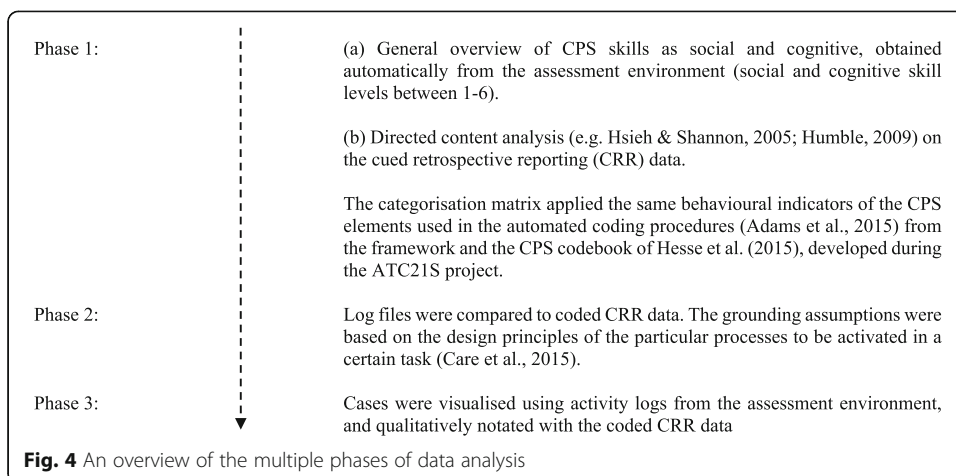 Phase 1:
(a) General overview of CPS skills as social and cognitive, obtained
automatically from the assessment environment (social and cognitive skill
levels between 1-6).
(b) Directed content analysis (e.g. Hsieh & Shannon, 2005; Humble, 2009) on
the cued retrospective reporting (CRR) data.
The categorisation matrix applied the same behavioural indicators of the CPS
elements used in the automated coding procedures (Adams et al., 2015) from
the framework and the CPS codebook of Hesse et al. (2015), developed during
the ATC21S project.
Phase 2:
Log files were compared to coded CRR data. The grounding assumptions were
based on the design principles of the particular processes to be activated in a
certain task (Care et al., 2015).
Phase 3:
Cases were visualised using activity logs from the assessment environment,
and qualitatively notated with the coded CRR data
Fig. 4 An overview of the multiple phases of data analysis